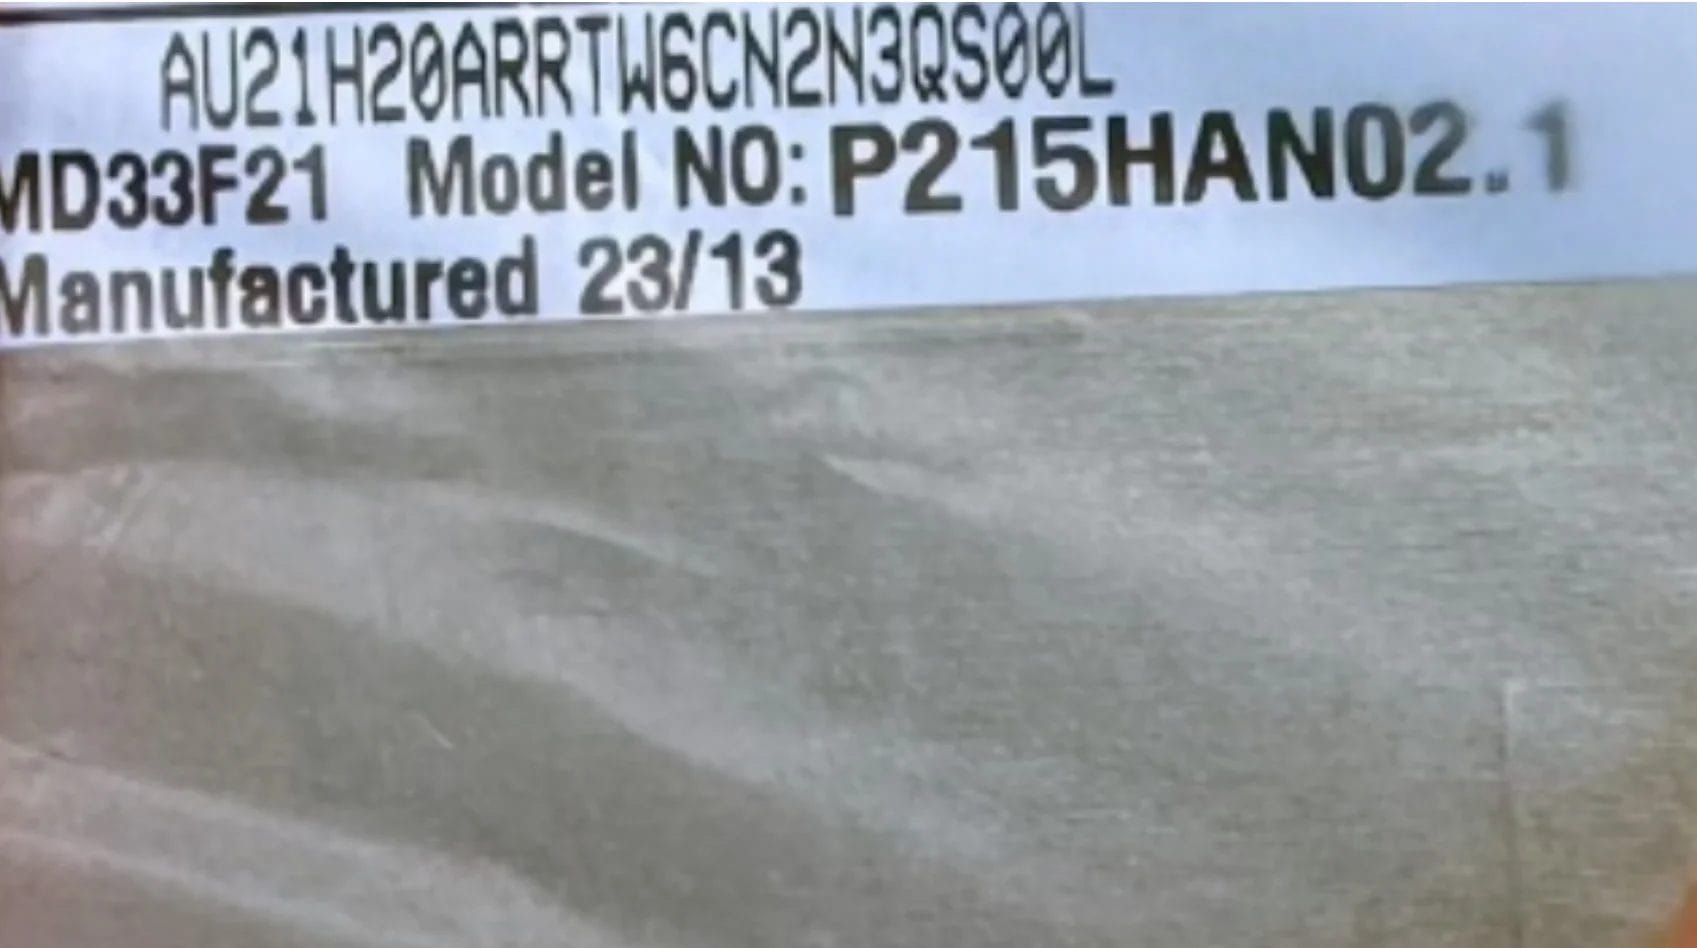 AU21H20ARRTW6CN2N3QS00L
MD33F21 Model NO: P215HAN02.1
Manufactured 23/13